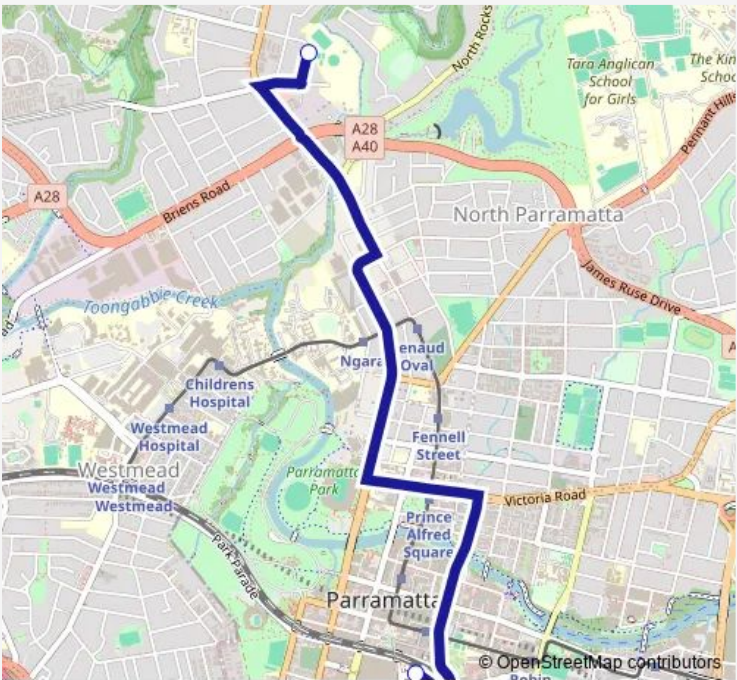 North Rocks
Tara Anglican
School
for Girls
The Kin
Schoo
Pennant Hills
A28
A40
A28
Briens Road
North Parramatta
James Ruse Drive
Toongabbie Creek
A
Ngara
enaud
Oval
Childrens
Hospital
Westmead
Hospital
Fennell
Street
Westmead
Westmead
Westmead
Parramatta
Park
Victoria Road
Prince
Alfred
Square
Park Parade
Parramatta
© OpenStreetMap contributors